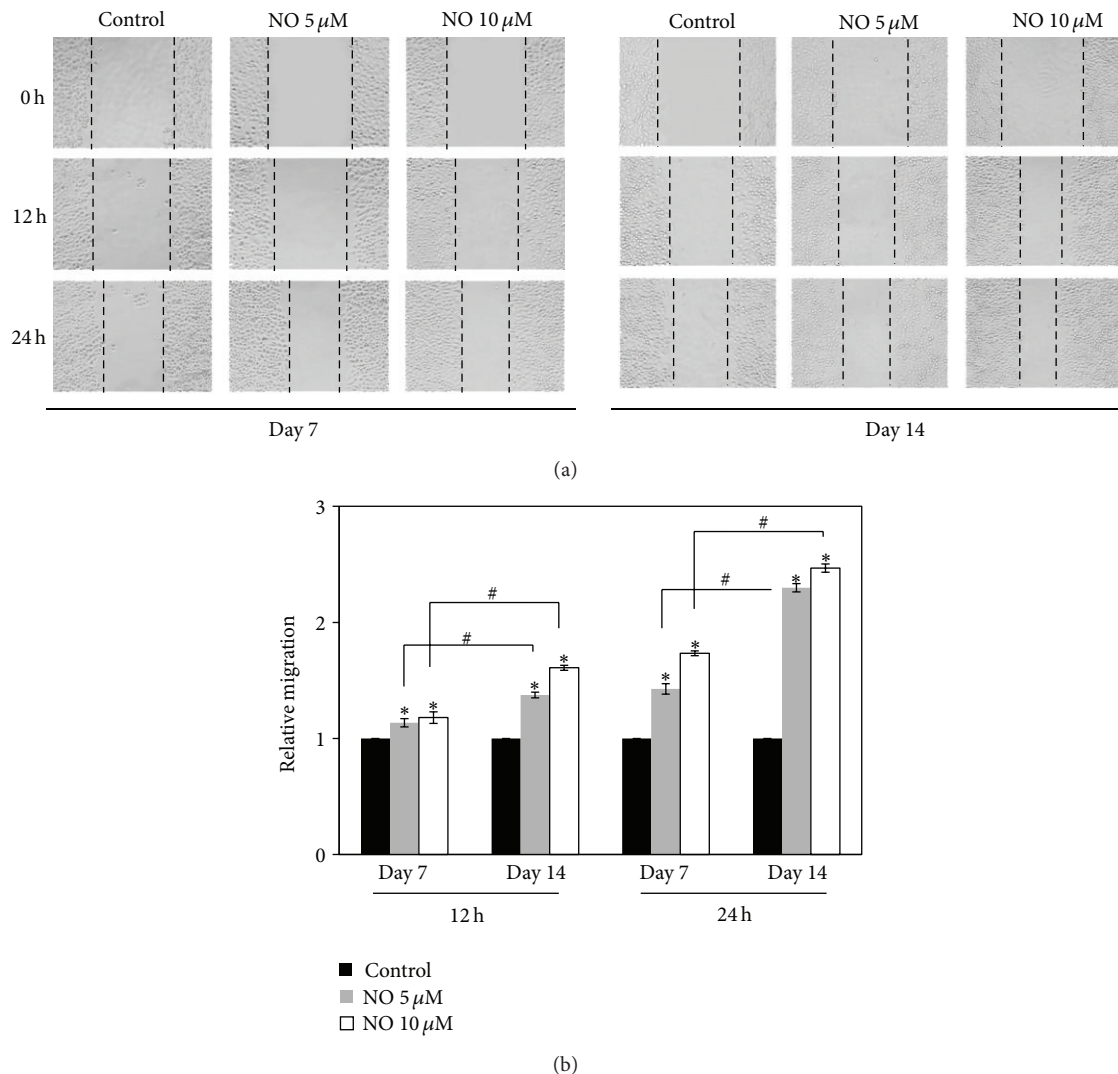 Control NO 5 μM NO 10 μM Control NO 5 μM NO 10 μM
0 h
12 h
24 h
Day 7 Day 14
(a)
3
2
1
0
Relative migration
# #
# #
* * * * * * * *
Day 7 Day 14 Day 7 Day 14
12 h 24 h
Control
NO 5 μM
NO 10 μM
(b)